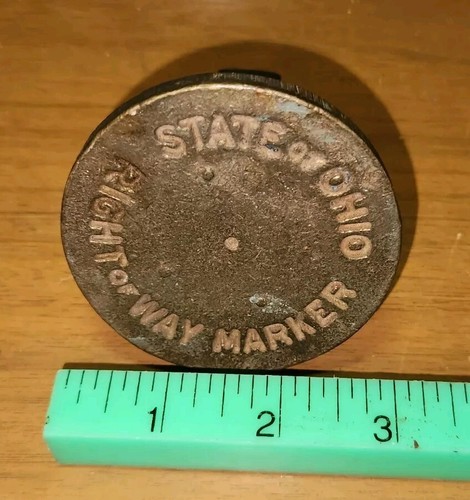 STATE OF OHIO
RIGHT OF WAY MARKER
1 2 3